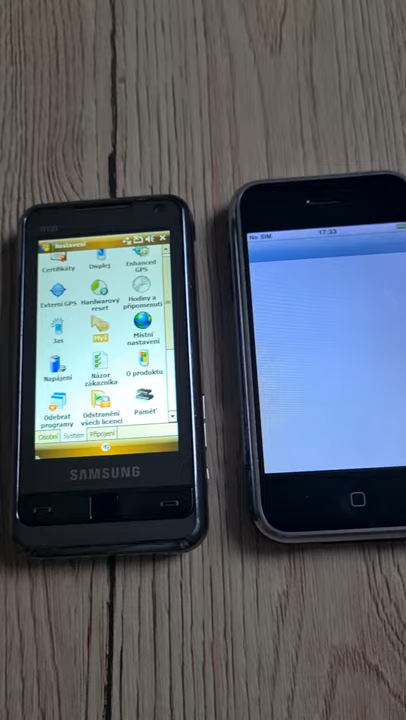 No SIM
17:33
Nastavení
Certifikáty
Displej
Enhanced
GPS
Externí GPS
Hardwarový
reset
Hodiny a
připomenutí
Jas
Myš
Místní
nastavení
Napájení
Názor
zákazníka
O produktu
Odebrat
programy
Odstranění
všech licencí
Paměť
Osobní
Systém
Připojení
SAMSUNG